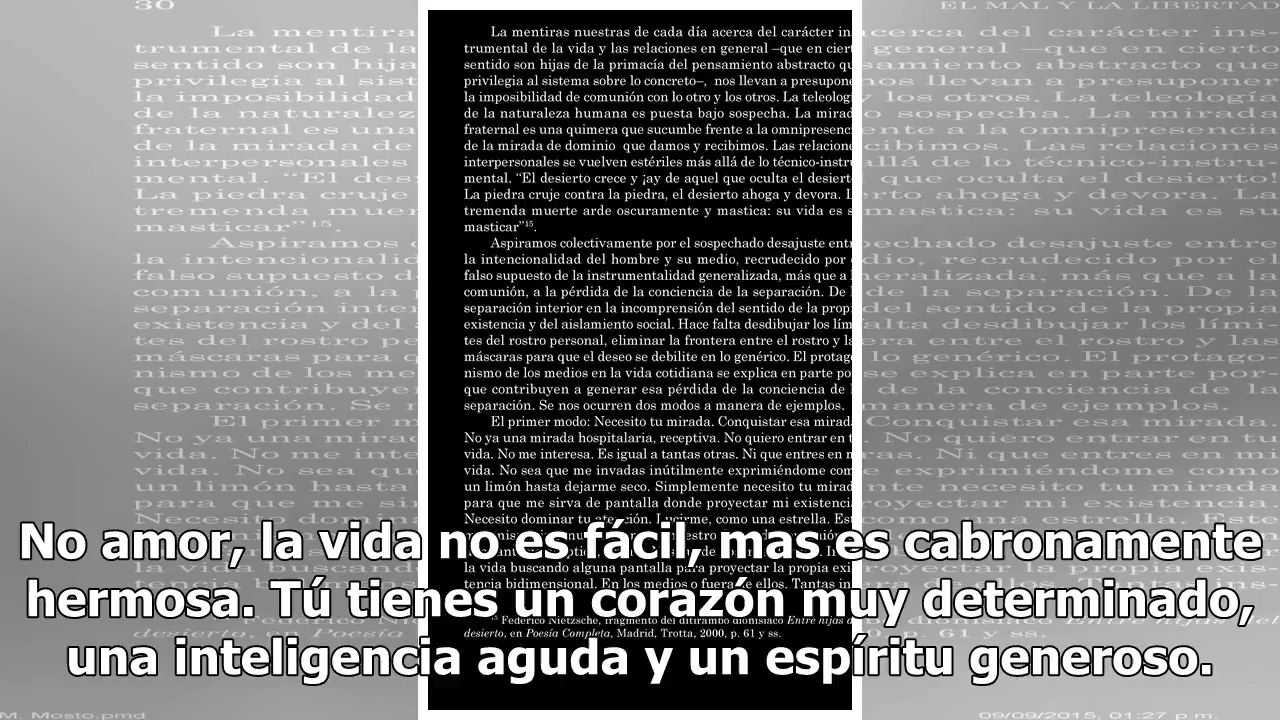 30
EL MAL Y LA LIBERTAD
La mentiras nuestras de cada día acerca del carácter ins-
trumental de la vida y las relaciones en general –que en cierto
sentido son hijas de la primacía del pensamiento abstracto que
privilegia al sistema sobre lo concreto–, nos llevan a presuponer
la imposibilidad de comunión con lo otro y los otros. La teleología
de la naturaleza humana es puesta bajo sospecha. La mirada
fraternal es una quimera que sucumbe frente a la omnipresencia
de la mirada de dominio que damos y recibimos. Las relaciones
interpersonales se vuelven estériles más allá de lo técnico-instru-
mental. “El desierto crece y ¡ay de aquel que oculta el desierto!
La piedra cruje contra la piedra, el desierto ahoga y devora. La
tremenda muerte arde oscuramente y mastica: su vida es su
masticar”¹⁵.
Aspiramos colectivamente por el sospechado desajuste entre
la intencionalidad del hombre y su medio, recrudecido por el
falso supuesto de la instrumentalidad generalizada, más que a la
comunión, a la pérdida de la conciencia de la separación. De la
separación interior en la incomprensión del sentido de la propia
existencia y del aislamiento social. Hace falta desdibujar los lími-
tes del rostro personal, eliminar la frontera entre el rostro y las
máscaras para que el deseo se debilite en lo genérico. El protago-
nismo de los medios en la vida cotidiana se explica en parte por-
que contribuyen a generar esa pérdida de la conciencia de la
separación. Se nos ocurren dos modos a manera de ejemplos.
El primer modo: Necesito tu mirada. Conquistar esa mirada.
No ya una mirada hospitalaria, receptiva. No quiero entrar en tu
vida. No me interesa. Es igual a tantas otras. Ni que entres en mi
vida. No sea que me invadas inútilmente exprimiéndome como
un limón hasta dejarme seco. Simplemente necesito tu mirada
para que me sirva de pantalla donde proyectar mi existencia.
Necesito dominar tu atención. Lucirme, como una estrella. Este
la vida buscando alguna pantalla para proyectar la propia exis-
tencia bidimensional. En los medios o fuera de ellos. Tantas ins-
¹⁵ Federico Nietzsche, fragmento del ditirambo dionisíaco Entre hijas del
desierto, en Poesía Completa, Madrid, Trotta, 2000, p. 61 y ss.
No amor, la vida no es fácil, mas es cabronamente
hermosa. Tú tienes un corazón muy determinado,
una inteligencia aguda y un espíritu generoso.
M. Mosto.pmd
09/09/2015, 01:27 p.m.